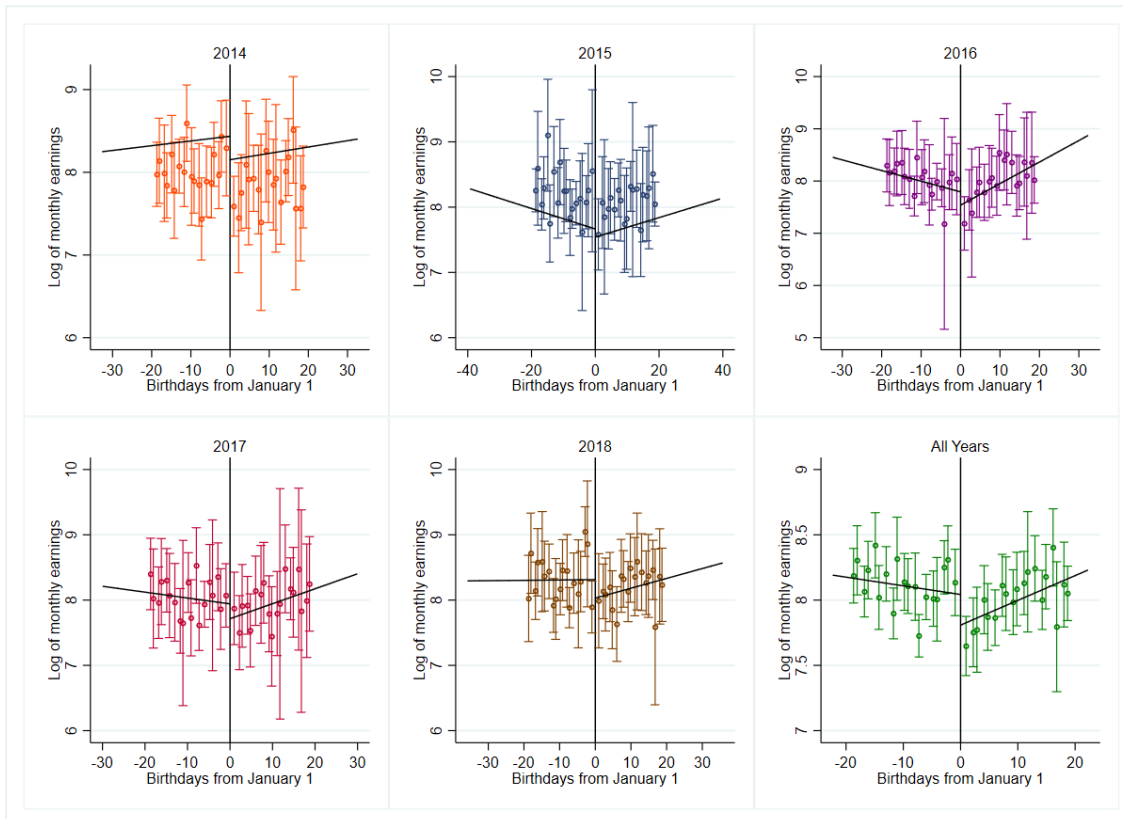 2014
Log of monthly earnings
9
8
7
6
-30 -20 -10 0 10 20 30
Birthdays from January 1
2015
Log of monthly earnings
10
9
8
7
6
-40 -20 0 20 40
Birthdays from January 1
2016
Log of monthly earnings
10
9
8
7
6
5
-30 -20 -10 0 10 20 30
Birthdays from January 1
2017
Log of monthly earnings
10
9
8
7
6
-30 -20 -10 0 10 20 30
Birthdays from January 1
2018
Log of monthly earnings
10
9
8
7
6
-30 -20 -10 0 10 20 30
Birthdays from January 1
All Years
Log of monthly earnings
9
8.5
8
7.5
7
-20 -10 0 10 20
Birthdays from January 1